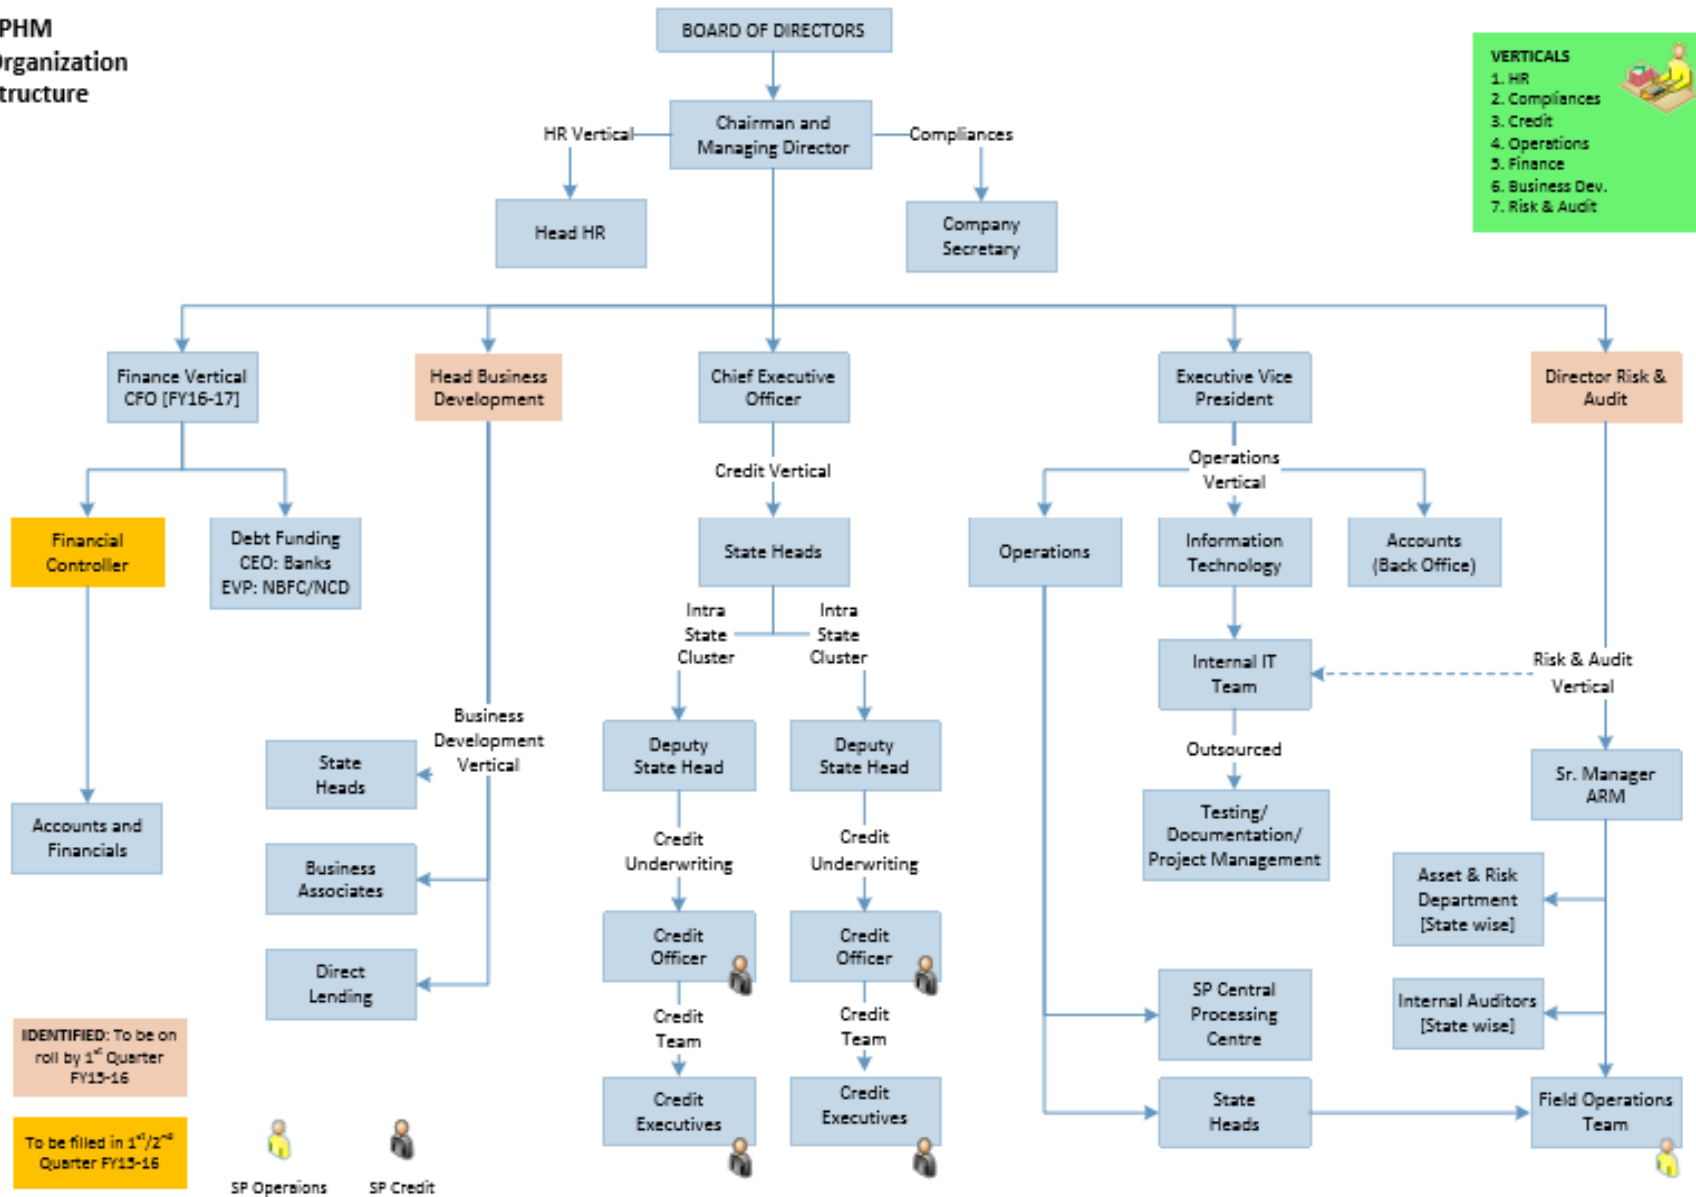 PHM
Organization
tructure
BOARD OF DIRECTORS
VERTICALS
1. HR
2. Compliances
3. Credit
4. Operations
5. Finance
6. Business Dev.
7. Risk & Audit
HR Vertical
Chairman and
Managing Director
Compliances
Head HR
Company
Secretary
Finance Vertical
CFO [FY16-17]
Head Business
Development
Chief Executive
Officer
Executive Vice
President
Director Risk &
Audit
Credit Vertical
Operations
Vertical
Financial
Controller
Debt Funding
CEO: Banks
EVP: NBFC/NCD
State Heads
Operations
Information
Technology
Accounts
(Back Office)
Intra
State
Cluster
Intra
State
Cluster
Internal IT
Team
Risk & Audit
Vertical
Business
Development
Vertical
State
Heads
Deputy
State Head
Deputy
State Head
Outsourced
Sr. Manager
ARM
Accounts and
Financials
Credit
Underwriting
Credit
Underwriting
Testing/
Documentation/
Project Management
Business
Associates
Asset & Risk
Department
[State wise]
Credit
Officer
Credit
Officer
Direct
Lending
SP Central
Processing
Centre
Internal Auditors
[State wise]
Credit
Team
Credit
Team
IDENTIFIED: To be on
roll by 1st Quarter
FY15-16
Credit
Executives
Credit
Executives
State
Heads
Field Operations
Team
To be filled in 1st/2nd
Quarter FY15-16
SP Operaions
SP Credit